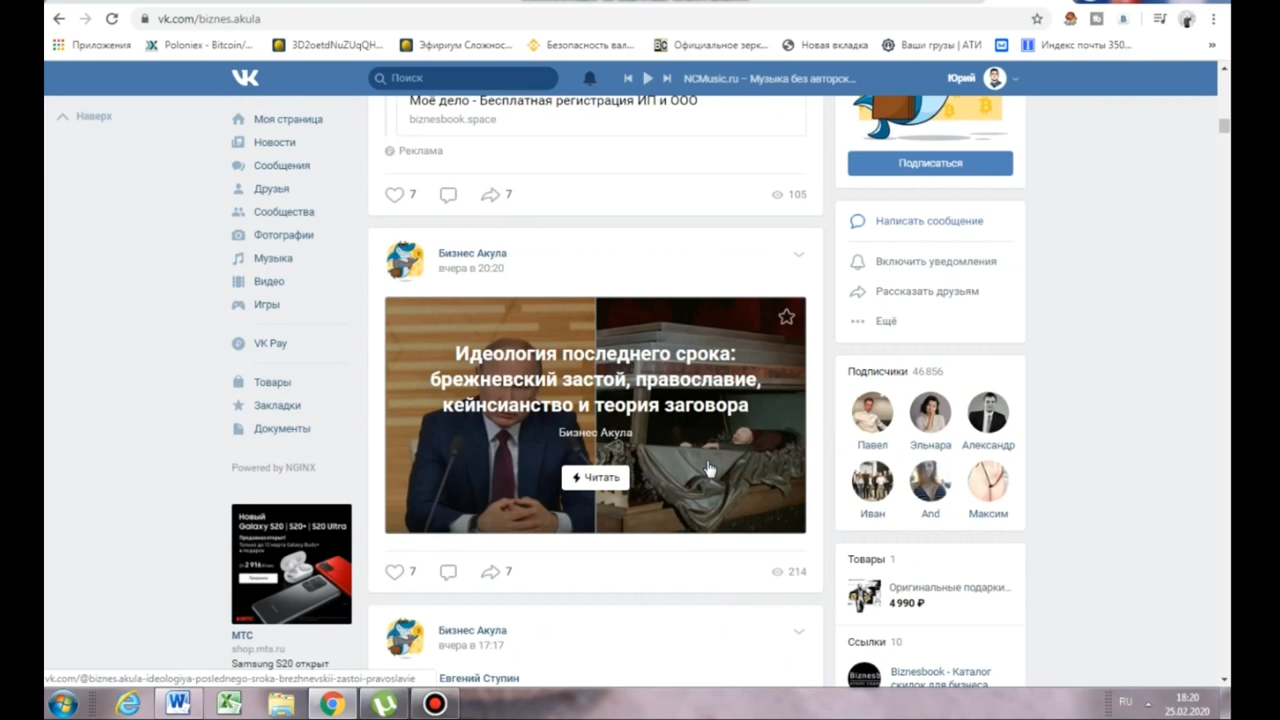 vk.com/biznes.akula
Приложения
Poloniex - Bitcoin/...
3D2oetdNuZUqQH...
Эфириум Сложнос...
Безопасность вал...
Официальное зерк...
Новая вкладка
Ваши грузы | АТИ
Индекс почты 350...
»
Поиск
NCMusic.ru – Музыка без авторск...
Юрий
Наверх
Моя страница
Новости
Сообщения
Друзья
Сообщества
Фотографии
Музыка
Видео
Игры
VK Pay
Товары
Закладки
Документы
Powered by NGINX
Новый
Galaxy S20 | S20+ | S20 Ultra
МТС
shop.mts.ru
Samsung S20 открыт
Моё дело - Бесплатная регистрация ИП и ООО
biznesbook.space
Реклама
7
7
105
Бизнес Акула
вчера в 20:20
Идеология последнего срока:
брежневский застой, православие,
кейнсианство и теория заговора
Бизнес Акула
Читать
7
7
214
Бизнес Акула
вчера в 17:17
Евгений Ступин
Подписаться
Написать сообщение
Включить уведомления
Рассказать друзьям
Ещё
Подписчики 46 856
Павел
Эльнара
Александр
Иван
And
Максим
Товары 1
Оригинальные подарки...
4 990 ₽
Ссылки 10
Biznesbook - Каталог
скидок для бизнеса
vk.com/@biznes.akula-ideologiya-poslednego-sroka-brezhnevskii-zastoi-pravoslavie
RU
18:20
25.02.2020